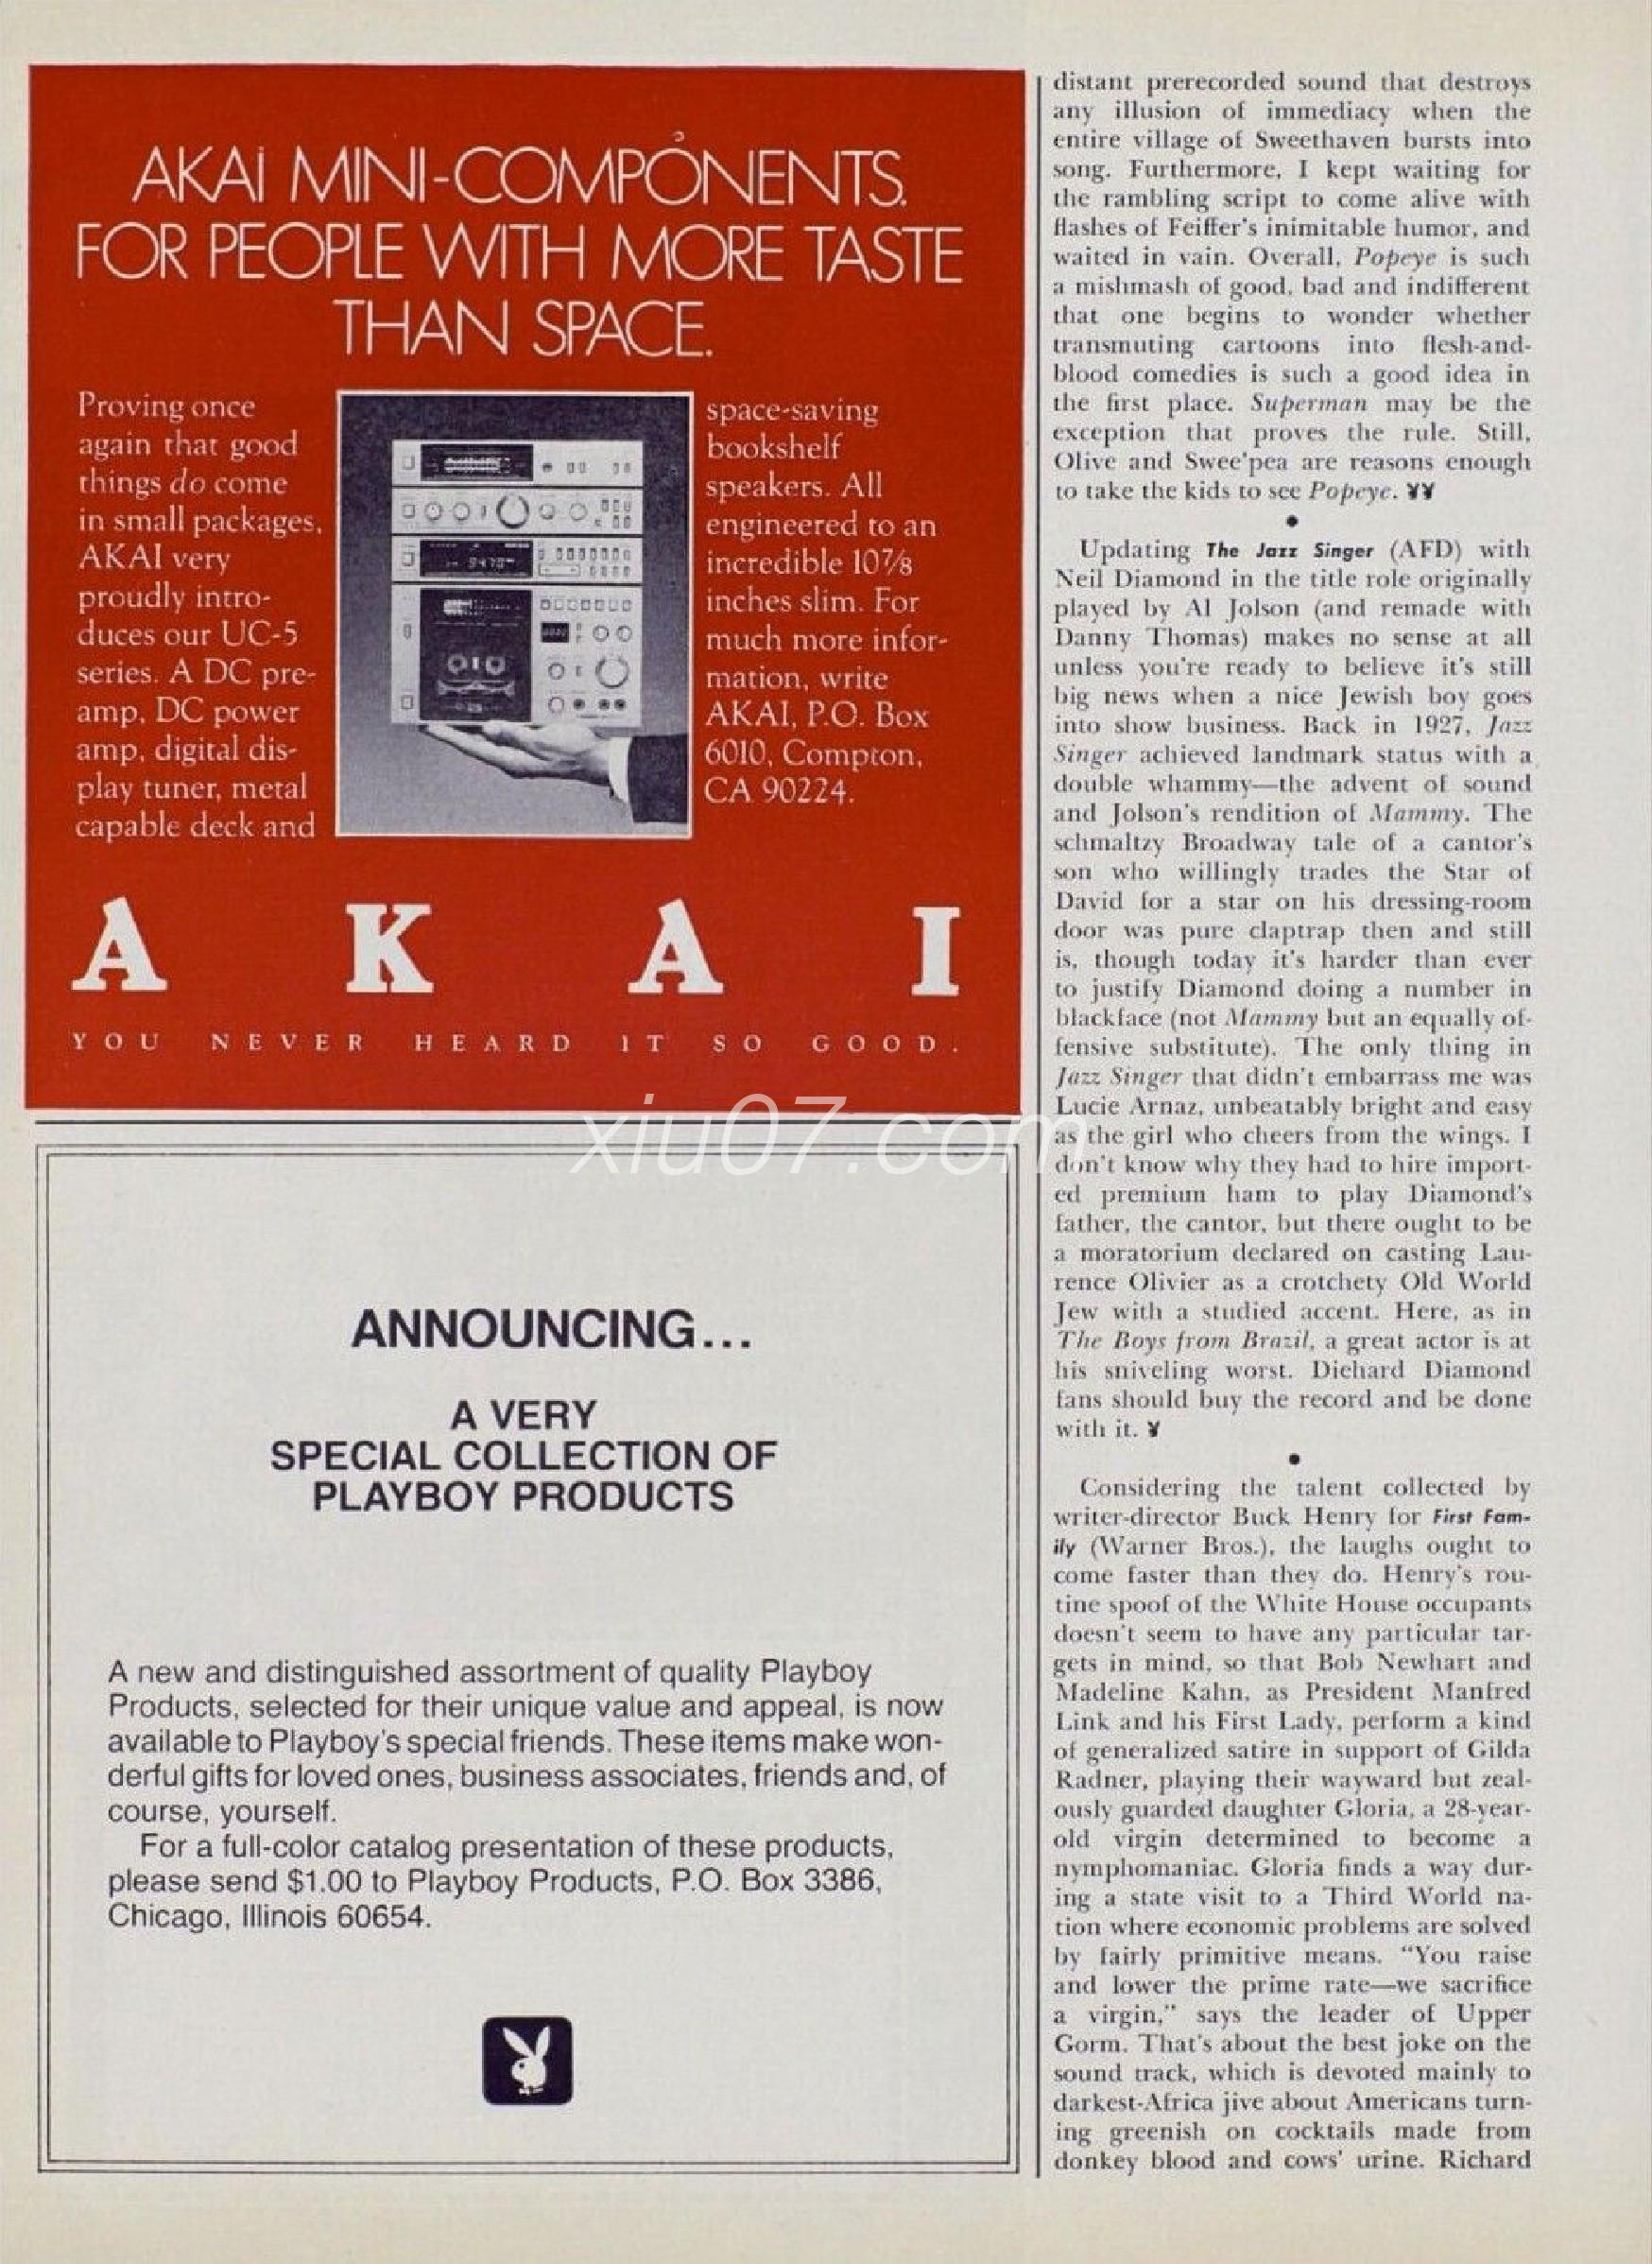 AKAI MINI-COMPONENTS.
FOR PEOPLE WITH MORE TASTE
THAN SPACE.
Proving once
again that good
things do come
in small packages,
AKAI very
proudly intro-
duces our UC-5
series. A DC pre-
amp, DC power
amp, digital dis-
play tuner, metal
capable deck and
space-saving
bookshelf
speakers. All
engineered to an
incredible 10⅞
inches slim. For
much more infor-
mation, write
AKAI, P.O. Box
6010, Compton,
CA 90224.
AKAI
YOU NEVER HEARD IT SO GOOD.
xiu07.com
ANNOUNCING...
A VERY
SPECIAL COLLECTION OF
PLAYBOY PRODUCTS
A new and distinguished assortment of quality Playboy
Products, selected for their unique value and appeal, is now
available to Playboy's special friends. These items make won-
derful gifts for loved ones, business associates, friends and, of
course, yourself.
For a full-color catalog presentation of these products,
please send $1.00 to Playboy Products, P.O. Box 3386,
Chicago, Illinois 60654.
distant prerecorded sound that destroys
any illusion of immediacy when the
entire village of Sweethaven bursts into
song. Furthermore, I kept waiting for
the rambling script to come alive with
flashes of Feiffer's inimitable humor, and
waited in vain. Overall, Popeye is such
a mishmash of good, bad and indifferent
that one begins to wonder whether
transmuting cartoons into flesh-and-
blood comedies is such a good idea in
the first place. Superman may be the
exception that proves the rule. Still,
Olive and Swee'pea are reasons enough
to take the kids to see Popeye. ¥¥
•
Updating The Jazz Singer (AFD) with
Neil Diamond in the title role originally
played by Al Jolson (and remade with
Danny Thomas) makes no sense at all
unless you're ready to believe it's still
big news when a nice Jewish boy goes
into show business. Back in 1927, Jazz
Singer achieved landmark status with a
double whammy—the advent of sound
and Jolson's rendition of Mammy. The
schmaltzy Broadway tale of a cantor's
son who willingly trades the Star of
David for a star on his dressing-room
door was pure claptrap then and still
is, though today it's harder than ever
to justify Diamond doing a number in
blackface (not Mammy but an equally of-
fensive substitute). The only thing in
Jazz Singer that didn't embarrass me was
Lucie Arnaz, unbeatably bright and easy
as the girl who cheers from the wings. I
don't know why they had to hire import-
ed premium ham to play Diamond's
father, the cantor, but there ought to be
a moratorium declared on casting Lau-
rence Olivier as a crotchety Old World
Jew with a studied accent. Here, as in
The Boys from Brazil, a great actor is at
his sniveling worst. Diehard Diamond
fans should buy the record and be done
with it. ¥
•
Considering the talent collected by
writer-director Buck Henry for First Fam-
ily (Warner Bros.), the laughs ought to
come faster than they do. Henry's rou-
tine spoof of the White House occupants
doesn't seem to have any particular tar-
gets in mind, so that Bob Newhart and
Madeline Kahn, as President Manfred
Link and his First Lady, perform a kind
of generalized satire in support of Gilda
Radner, playing their wayward but zeal-
ously guarded daughter Gloria, a 28-year-
old virgin determined to become a
nymphomaniac. Gloria finds a way dur-
ing a state visit to a Third World na-
tion where economic problems are solved
by fairly primitive means. "You raise
and lower the prime rate—we sacrifice
a virgin," says the leader of Upper
Gorm. That's about the best joke on the
sound track, which is devoted mainly to
darkest-Africa jive about Americans turn-
ing greenish on cocktails made from
donkey blood and cows' urine. Richard